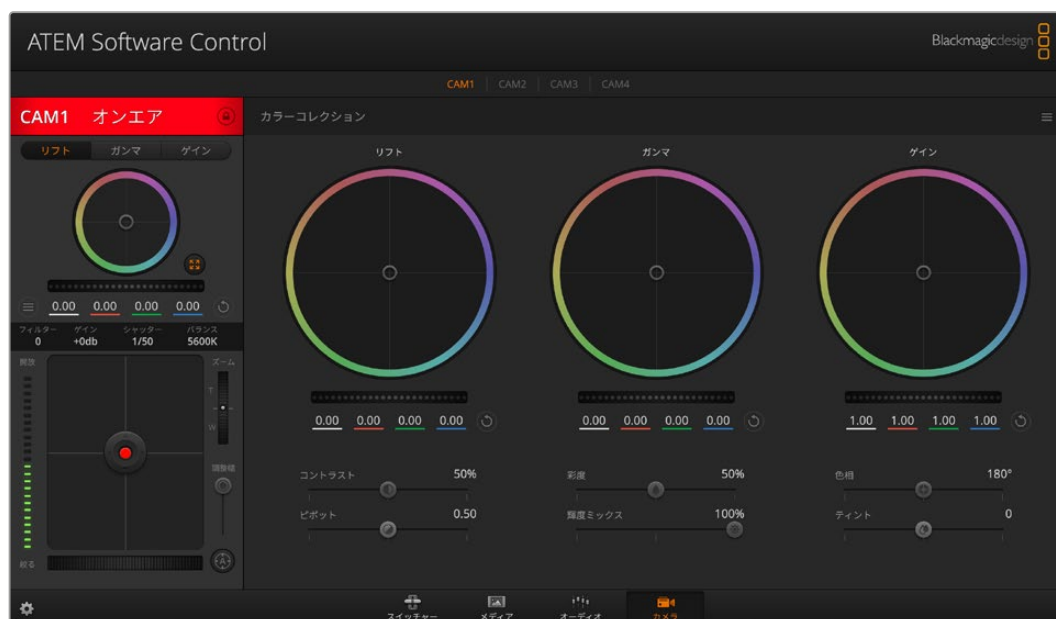 ATEM Software Control
Blackmagicdesign
CAM1 CAM2 CAM3 CAM4
CAM1 オンエア
カラーコレクション
リフト ガンマ ゲイン
リフト ガンマ ゲイン
0.00 0.00 0.00 0.00
フィルター ゲイン シャッター バランス
0 +0db 1/50 5600K
開放 ズーム
T
W
調整幅
絞る
A
0.00 0.00 0.00 0.00
0.00 0.00 0.00 0.00
1.00 1.00 1.00 1.00
コントラスト 50%
彩度 50%
色相 180°
ピボット 0.50
輝度ミックス 100%
ティント 0
スイッチャー メディア オーディオ カメラ